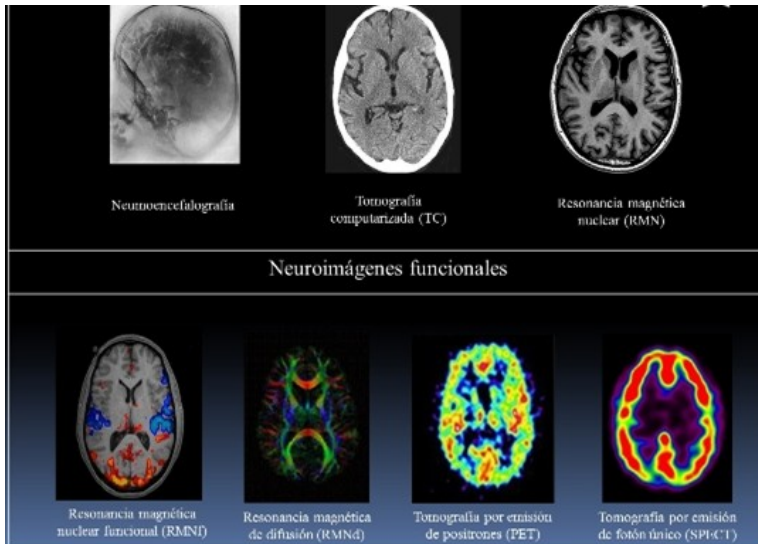 Neumoencefalografía
Tomografía
computarizada (TC)
Resonancia magnética
nuclear (RMN)
Neuroimágenes funcionales
Resonancia magnética
nuclear funcional (RMNf)
Resonancia magnética
de difusión (RMNd)
Tomografía por emisión
de positrones (PET)
Tomografía por emisión
de fotón único (SPECT)